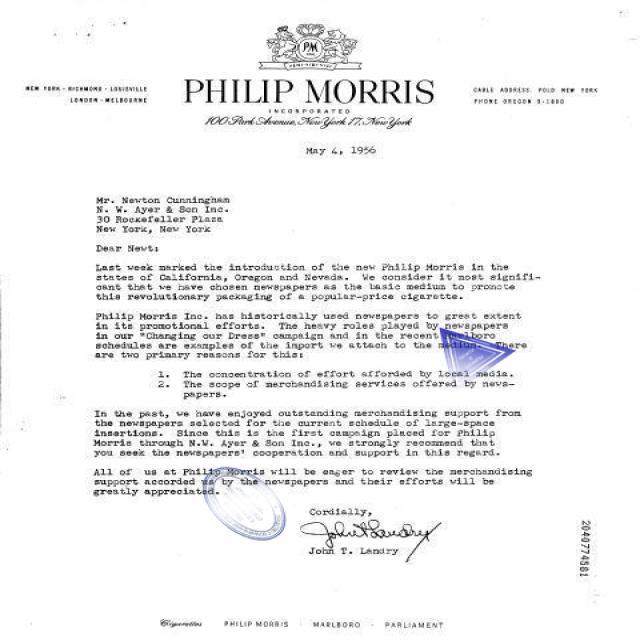 PM
NEW YORK - RICHMOND - LOUISVILLE
LONDON - MELBOURNE
PHILIP MORRIS
INCORPORATED
100 Park Avenue, New York 17, New York
CABLE ADDRESS, POLO NEW YORK
PHONE OREGON 9-1800
May 4, 1956
Mr. Newton Cunningham
N. W. Ayer & Son Inc.
30 Rockefeller Plaza
New York, New York
Dear Newt:
Last week marked the introduction of the new Philip Morris in the
states of California, Oregon and Nevada. We consider it most signifi-
cant that we have chosen newspapers as the basic medium to promote
this revolutionary packaging of a popular-price cigarette.
Philip Morris Inc. has historically used newspapers to great extent
in its promotional efforts. The heavy roles played by newspapers
in our "Changing our Dress" campaign and in the recent Marlboro
schedules are examples of the import we attach to the medium. There
are two primary reasons for this:
1. The concentration of effort afforded by local media.
2. The scope of merchandising services offered by news-
papers.
In the past, we have enjoyed outstanding merchandising support from
the newspapers selected for the current schedule of large-space
insertions. Since this is the first campaign placed for Philip
Morris through N.W. Ayer & Son Inc., we strongly recommend that
you seek the newspapers' cooperation and support in this regard.
All of us at Philip Morris will be eager to review the merchandising
support accorded us by the newspapers and their efforts will be
greatly appreciated.
Cordially,
John T Landry
John T. Landry
2040774581
Cigarettes PHILIP MORRIS · MARLBORO · PARLIAMENT